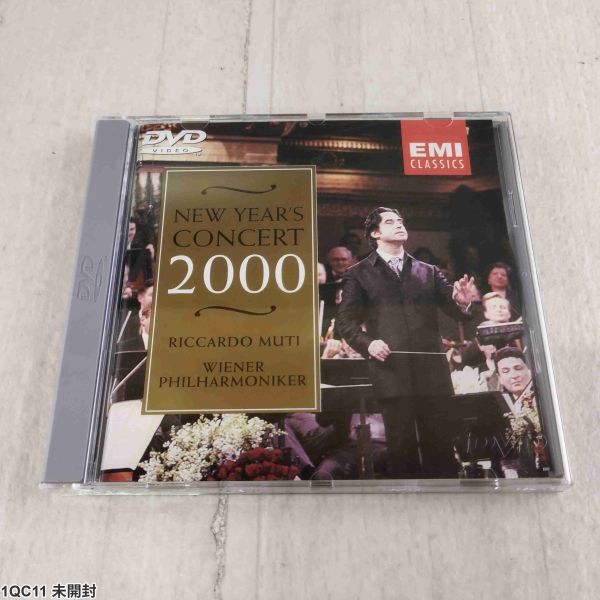 DVD
VIDEO
EMI
CLASSICS
NEW YEAR'S
CONCERT
2000
RICCARDO MUTI
WIENER
PHILHARMONIKER
DVD
1QC11 未開封